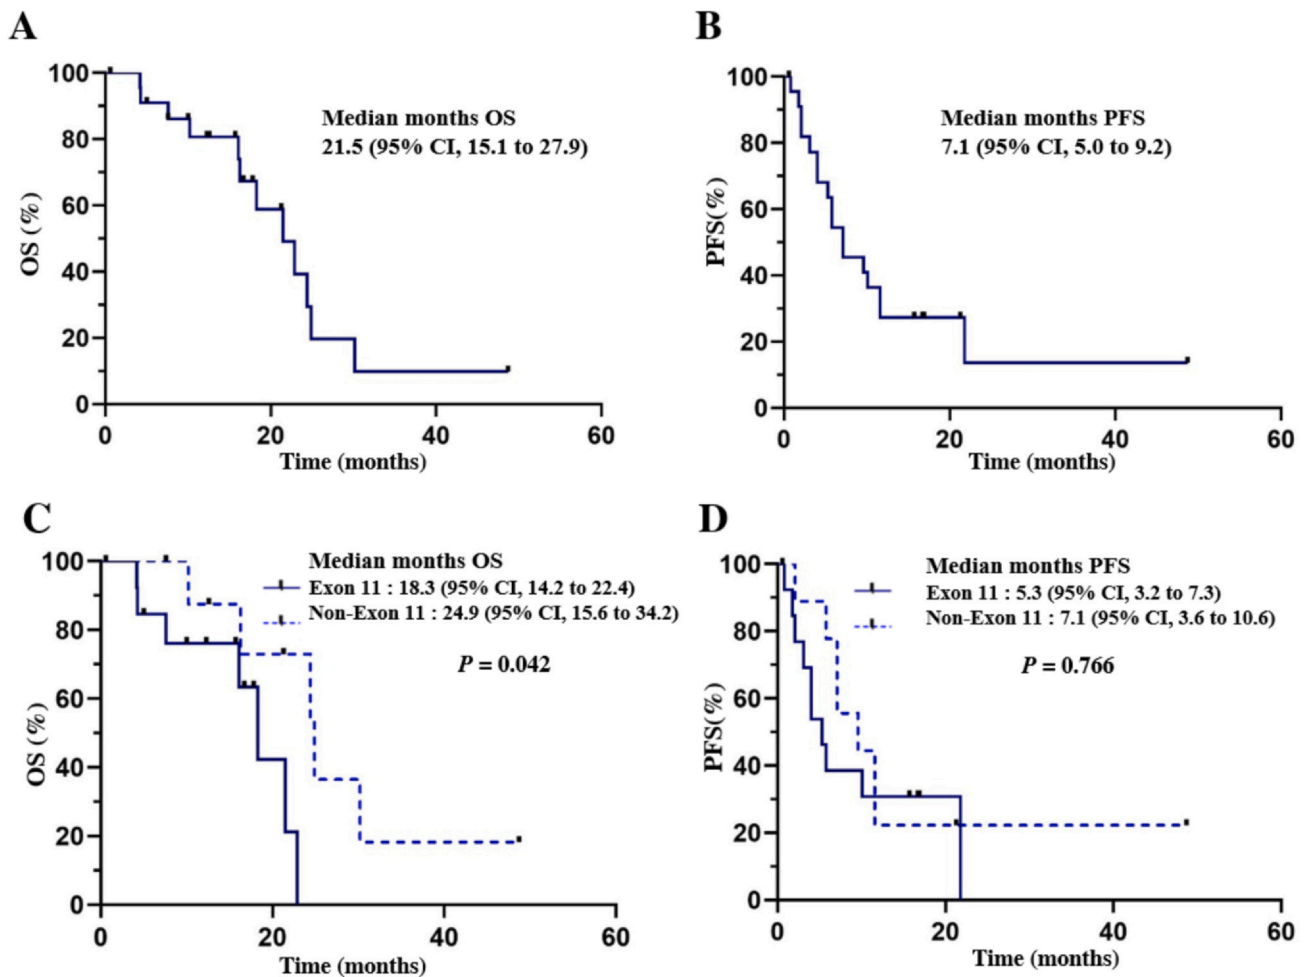 A
Median months OS
21.5 (95% CI, 15.1 to 27.9)
OS (%)
100
80
60
40
20
0
0 20 40 60
Time (months)
B
Median months PFS
7.1 (95% CI, 5.0 to 9.2)
PFS(%)
100
80
60
40
20
0
0 20 40 60
Time (months)
C
Median months OS
Exon 11 : 18.3 (95% CI, 14.2 to 22.4)
Non-Exon 11 : 24.9 (95% CI, 15.6 to 34.2)
P = 0.042
OS (%)
100
80
60
40
20
0
0 20 40 60
Time (months)
D
Median months PFS
Exon 11 : 5.3 (95% CI, 3.2 to 7.3)
Non-Exon 11 : 7.1 (95% CI, 3.6 to 10.6)
P = 0.766
PFS(%)
100
80
60
40
20
0
0 20 40 60
Time (months)